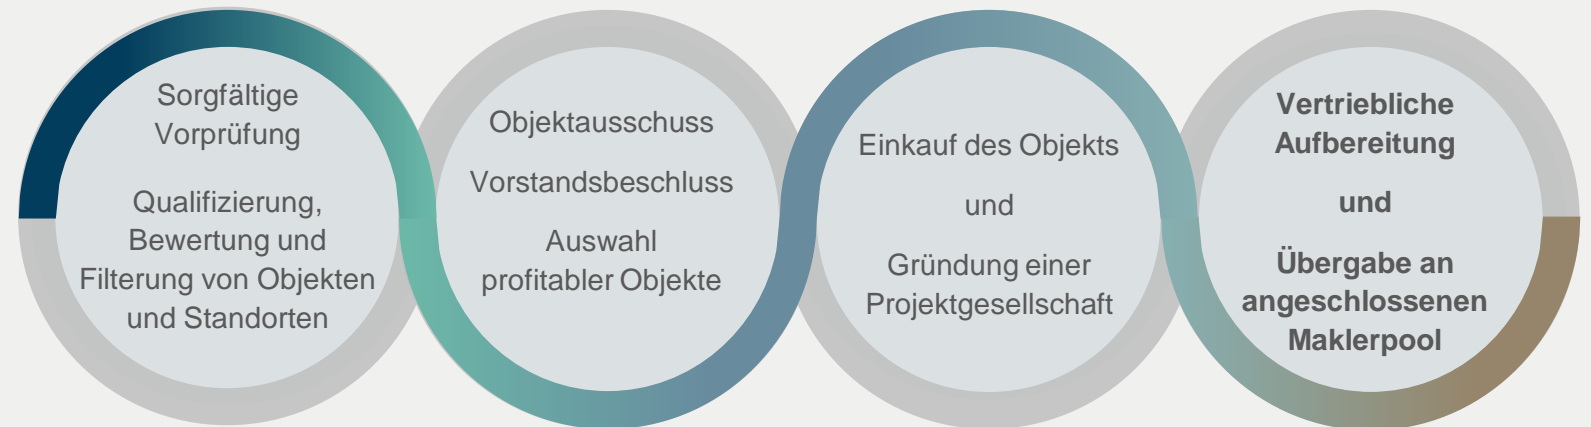 Sorgfältige
Vorprüfung
Qualifizierung,
Bewertung und
Filterung von Objekten
und Standorten
Objektausschuss
Vorstandsbeschluss
Auswahl
profitabler Objekte
Einkauf des Objekts
und
Gründung einer
Projektgesellschaft
Vertriebliche
Aufbereitung
und
Übergabe an
angeschlossenen
Maklerpool